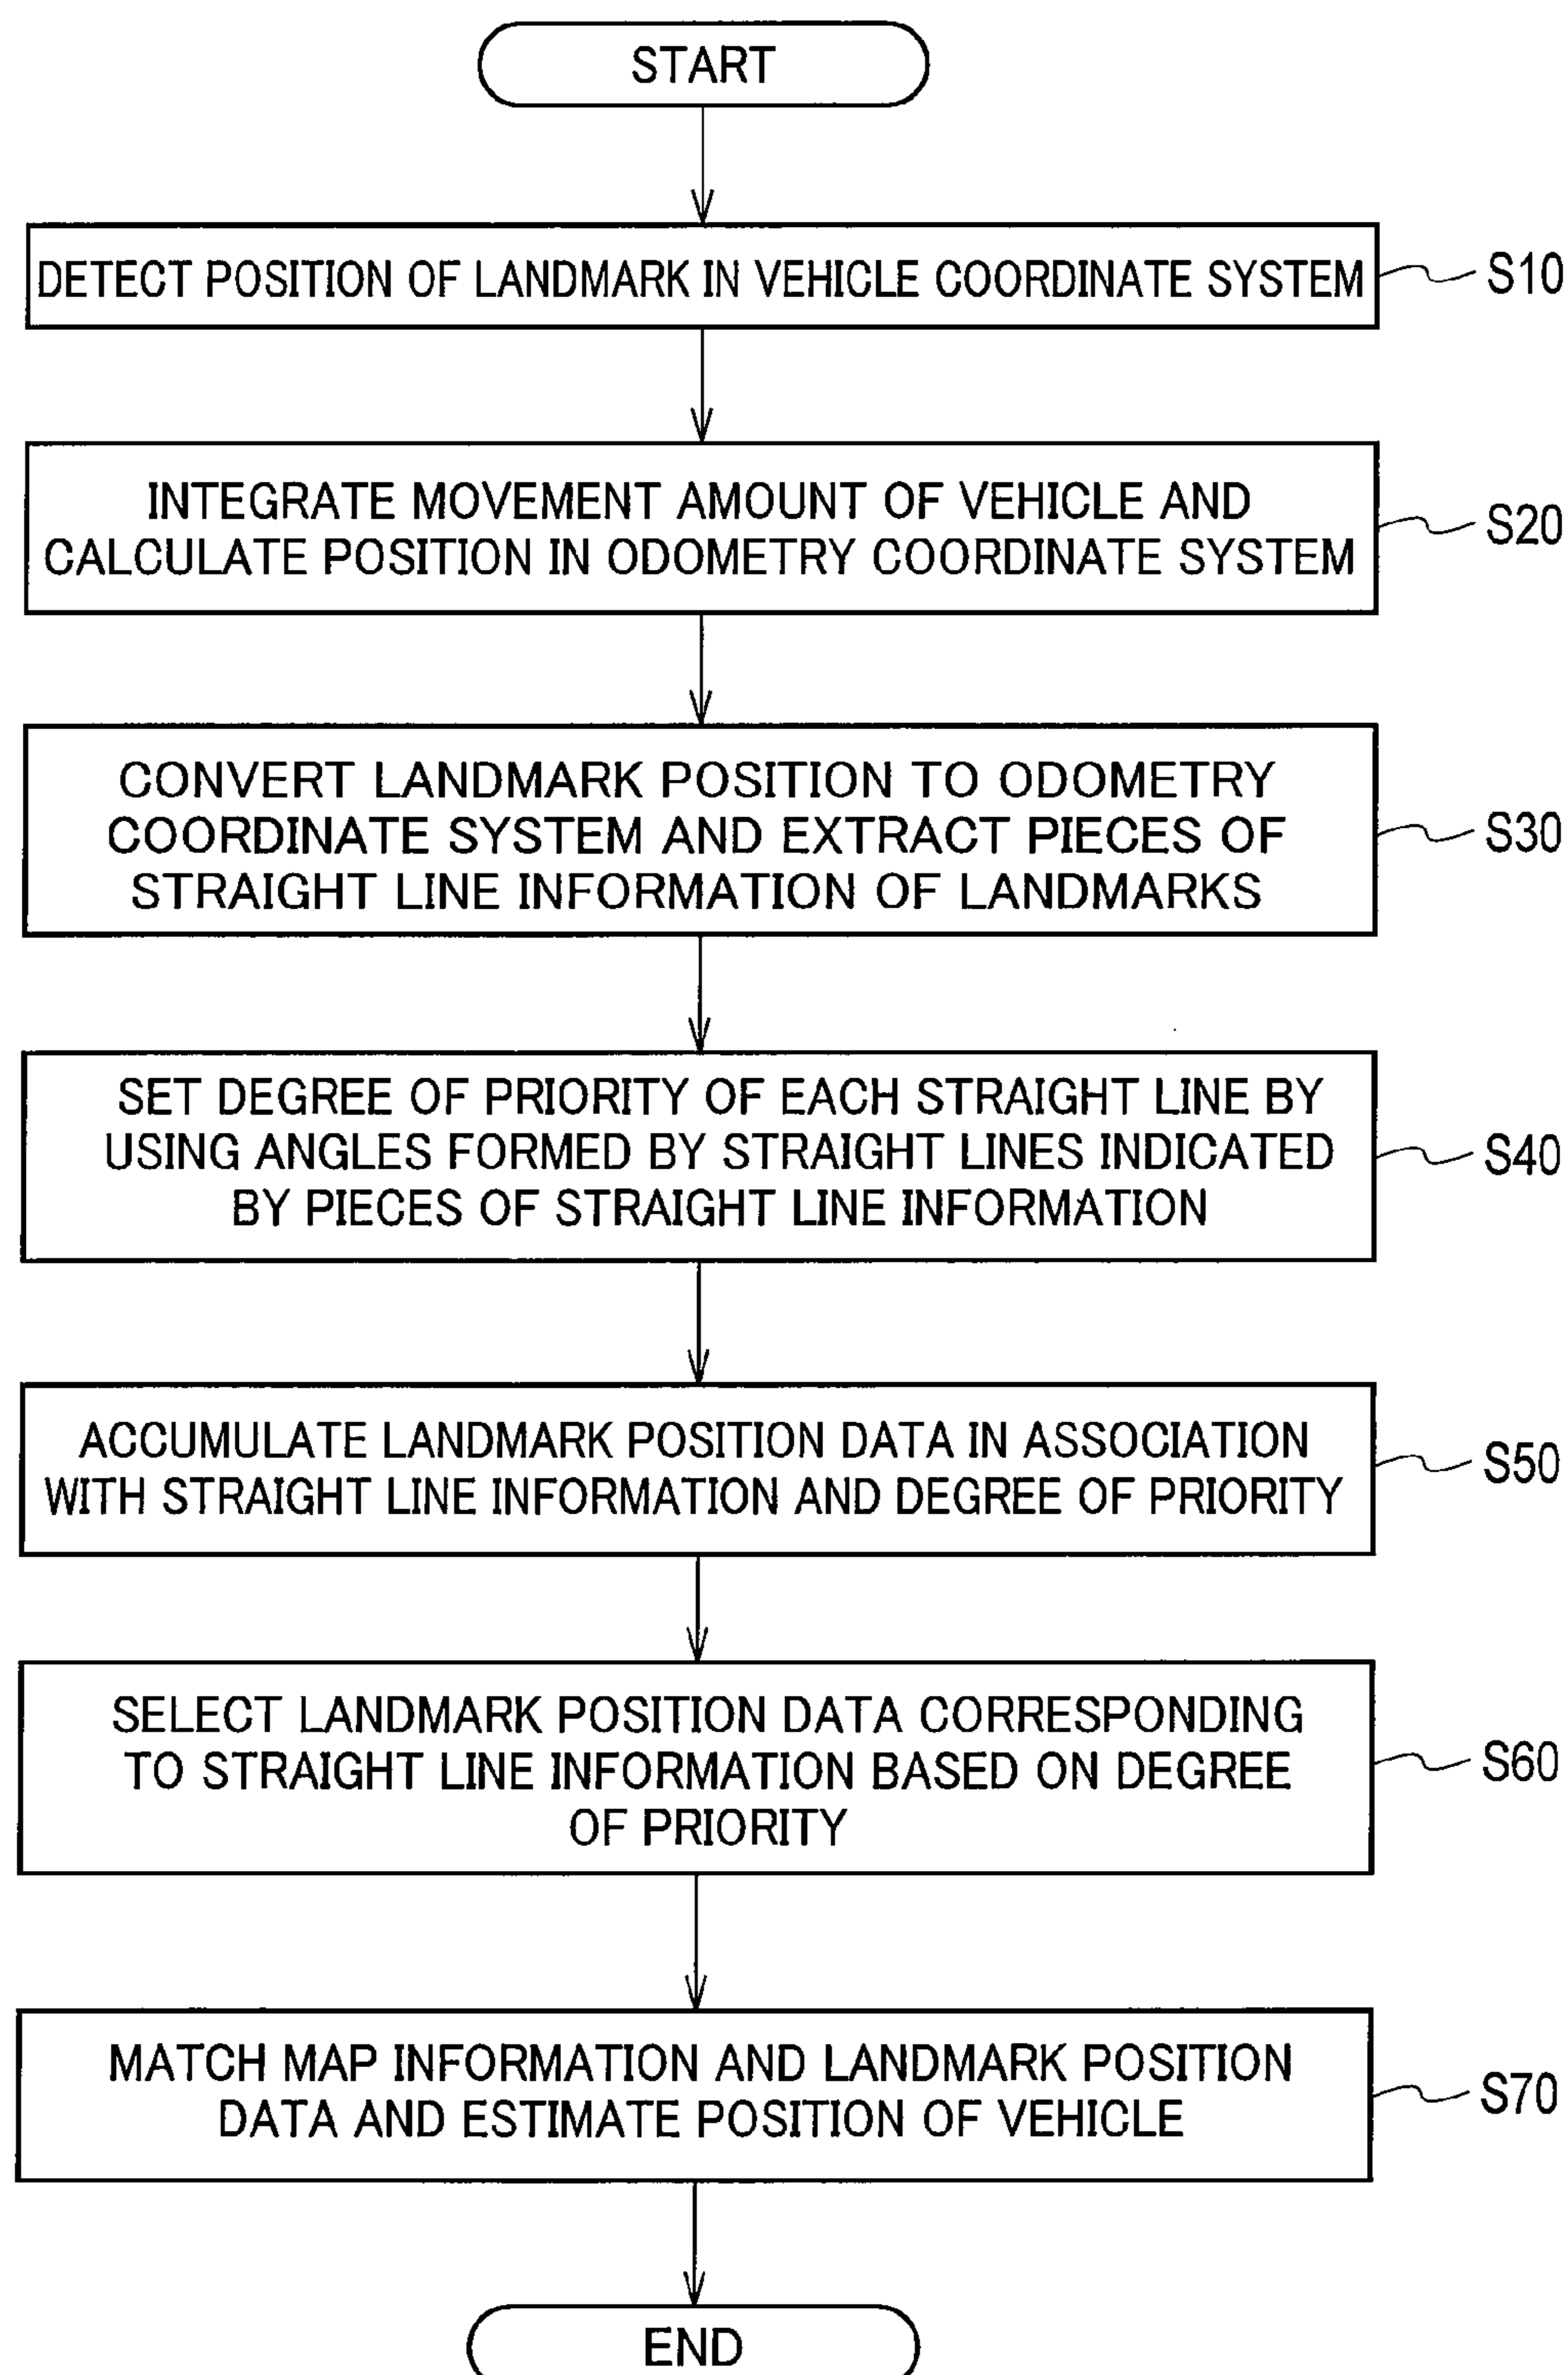 START
DETECT POSITION OF LANDMARK IN VEHICLE COORDINATE SYSTEM
S10
INTEGRATE MOVEMENT AMOUNT OF VEHICLE AND
CALCULATE POSITION IN ODOMETRY COORDINATE SYSTEM
S20
CONVERT LANDMARK POSITION TO ODOMETRY
COORDINATE SYSTEM AND EXTRACT PIECES OF
STRAIGHT LINE INFORMATION OF LANDMARKS
S30
SET DEGREE OF PRIORITY OF EACH STRAIGHT LINE BY
USING ANGLES FORMED BY STRAIGHT LINES INDICATED
BY PIECES OF STRAIGHT LINE INFORMATION
S40
ACCUMULATE LANDMARK POSITION DATA IN ASSOCIATION
WITH STRAIGHT LINE INFORMATION AND DEGREE OF PRIORITY
S50
SELECT LANDMARK POSITION DATA CORRESPONDING
TO STRAIGHT LINE INFORMATION BASED ON DEGREE
OF PRIORITY
S60
MATCH MAP INFORMATION AND LANDMARK POSITION
DATA AND ESTIMATE POSITION OF VEHICLE
S70
END